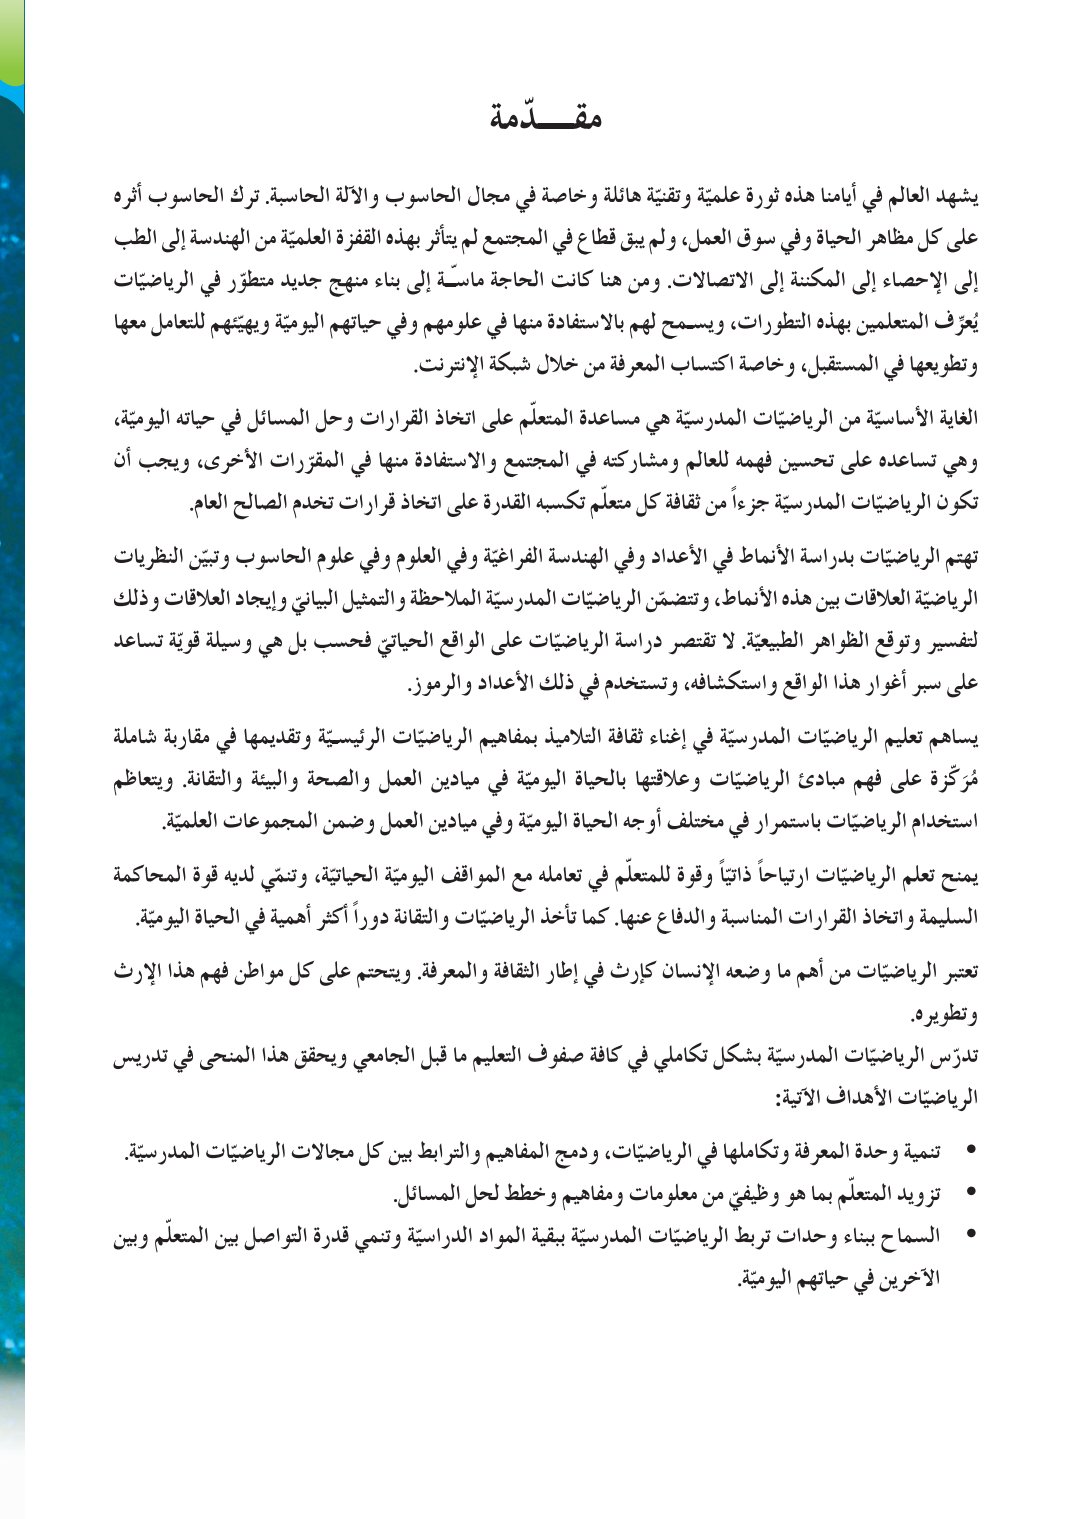 مقـــدّمة
يشهد العالم في أيامنا هذه ثورة علميّة وتقنيّة هائلة وخاصة في مجال الحاسوب والآلة الحاسبة. ترك الحاسوب أثره
على كل مظاهر الحياة وفي سوق العمل، ولم يبق قطاع في المجتمع لم يتأثر بهذه القفزة العلميّة من الهندسة إلى الطب
إلى الإحصاء إلى المكننة إلى الاتصالات. ومن هنا كانت الحاجة ماسّـة إلى بناء منهج جديد متطوّر في الرياضيّات
يُعرِّف المتعلمين بهذه التطورات، ويسـمح لهم بالاستفادة منها في علومهم وفي حياتهم اليوميّة ويهيّئهم للتعامل معها
وتطويعها في المستقبل، وخاصة اكتساب المعرفة من خلال شبكة الإنترنت.
الغاية الأساسيّة من الرياضيّات المدرسيّة هي مساعدة المتعلّم على اتخاذ القرارات وحل المسائل في حياته اليوميّة،
وهي تساعده على تحسين فهمه للعالم ومشاركته في المجتمع والاستفادة منها في المقرّرات الأخرى، ويجب أن
تكون الرياضيّات المدرسيّة جزءاً من ثقافة كل متعلّم تكسبه القدرة على اتخاذ قرارات تخدم الصالح العام.
تهتم الرياضيّات بدراسة الأنماط في الأعداد وفي الهندسة الفراغيّة وفي العلوم وفي علوم الحاسوب وتبيّن النظريات
الرياضيّة العلاقات بين هذه الأنماط، وتتضمّن الرياضيّات المدرسيّة الملاحظة والتمثيل البيانيّ وإيجاد العلاقات وذلك
لتفسير وتوقع الظواهر الطبيعيّة. لا تقتصر دراسة الرياضيّات على الواقع الحياتيّ فحسب بل هي وسيلة قويّة تساعد
على سبر أغوار هذا الواقع واستكشافه، وتستخدم في ذلك الأعداد والرموز.
يساهم تعليم الرياضيّات المدرسيّة في إغناء ثقافة التلاميذ بمفاهيم الرياضيّات الرئيسـيّة وتقديمها في مقاربة شاملة
مُرَكّزة على فهم مبادئ الرياضيّات وعلاقتها بالحياة اليوميّة في ميادين العمل والصحة والبيئة والتقانة. ويتعاظم
استخدام الرياضيّات باستمرار في مختلف أوجه الحياة اليوميّة وفي ميادين العمل وضمن المجموعات العلميّة.
يمنح تعلم الرياضيّات ارتياحاً ذاتيّاً وقوة للمتعلّم في تعامله مع المواقف اليوميّة الحياتيّة، وتنمّي لديه قوة المحاكمة
السليمة واتخاذ القرارات المناسبة والدفاع عنها. كما تأخذ الرياضيّات والتقانة دوراً أكثر أهمية في الحياة اليوميّة.
تعتبر الرياضيّات من أهم ما وضعه الإنسان كإرث في إطار الثقافة والمعرفة. ويتحتم على كل مواطن فهم هذا الإرث
وتطويره.
تدرّس الرياضيّات المدرسيّة بشكل تكاملي في كافة صفوف التعليم ما قبل الجامعي ويحقق هذا المنحى في تدريس
الرياضيّات الأهداف الآتية:
• تنمية وحدة المعرفة وتكاملها في الرياضيّات، ودمج المفاهيم والترابط بين كل مجالات الرياضيّات المدرسيّة.
• تزويد المتعلّم بما هو وظيفيّ من معلومات ومفاهيم وخطط لحل المسائل.
• السماح ببناء وحدات تربط الرياضيّات المدرسيّة ببقية المواد الدراسيّة وتنمي قدرة التواصل بين المتعلّم وبين
الآخرين في حياتهم اليوميّة.